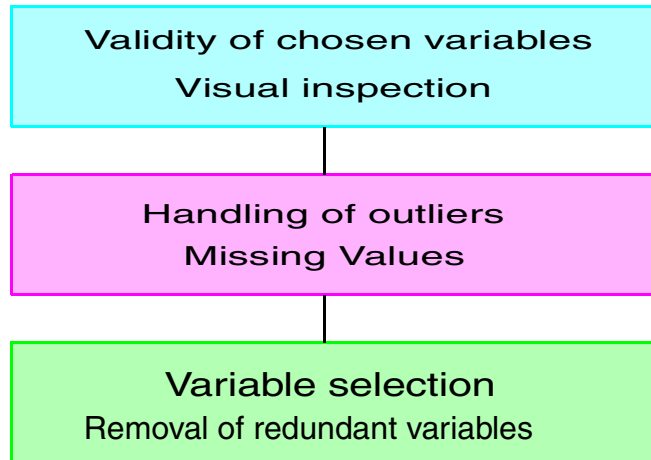 Validity of chosen variables
Visual inspection
Handling of outliers
Missing Values
Variable selection
Removal of redundant variables